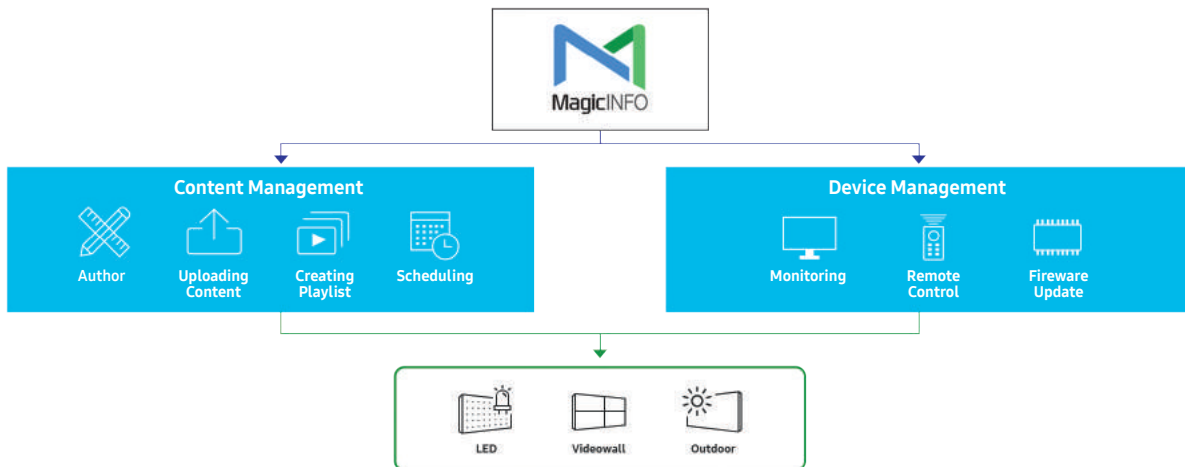 MagicINFO
Content Management
Author
Uploading
Content
Creating
Playlist
Scheduling
Device Management
Monitoring
Remote
Control
Fireware
Update
LED
Videowall
Outdoor